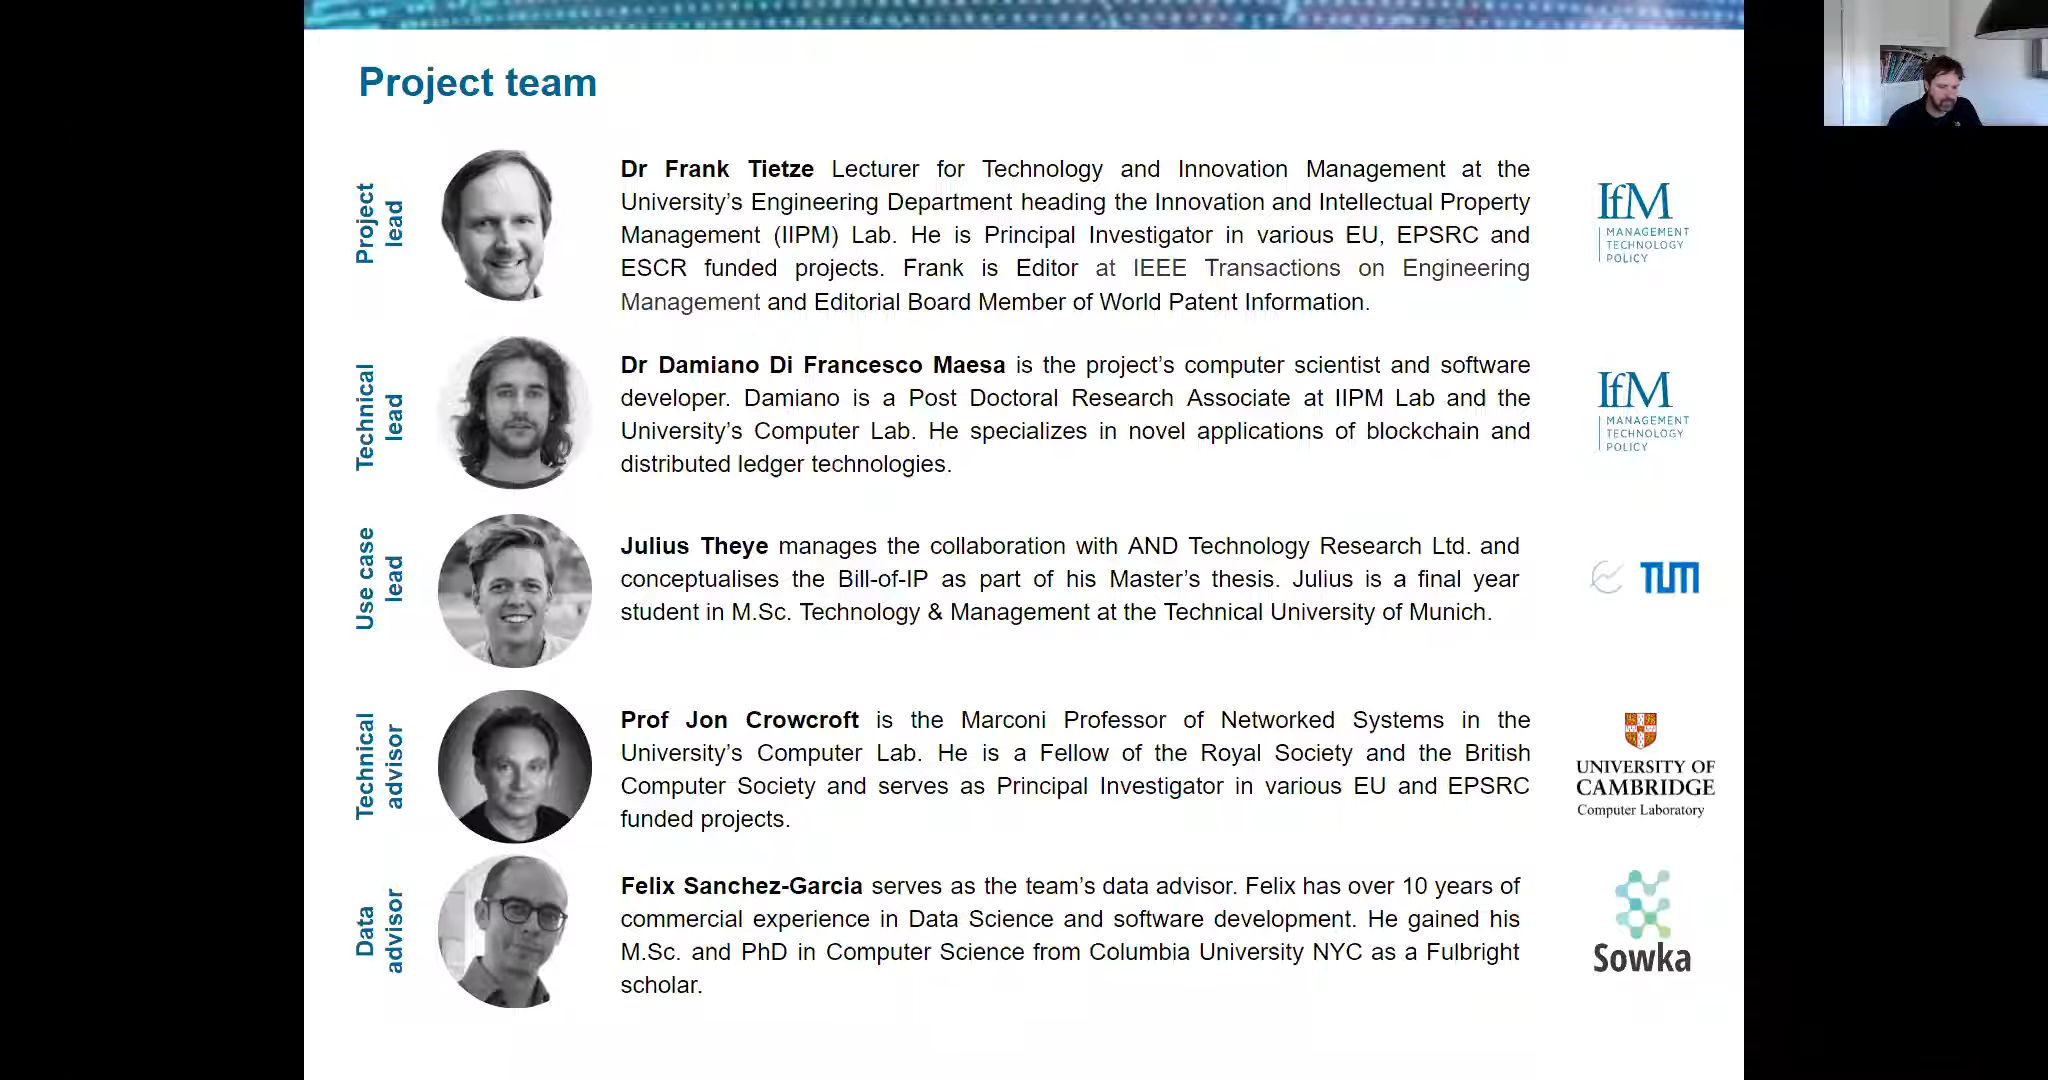 Project team
Project
lead
Dr Frank Tietze Lecturer for Technology and Innovation Management at the
University’s Engineering Department heading the Innovation and Intellectual Property
Management (IIPM) Lab. He is Principal Investigator in various EU, EPSRC and
ESCR funded projects. Frank is Editor at IEEE Transactions on Engineering
Management and Editorial Board Member of World Patent Information.
IfM
MANAGEMENT
TECHNOLOGY
POLICY
Technical
lead
Dr Damiano Di Francesco Maesa is the project’s computer scientist and software
developer. Damiano is a Post Doctoral Research Associate at IIPM Lab and the
University’s Computer Lab. He specializes in novel applications of blockchain and
distributed ledger technologies.
IfM
MANAGEMENT
TECHNOLOGY
POLICY
Use case
lead
Julius Theye manages the collaboration with AND Technology Research Ltd. and
conceptualises the Bill-of-IP as part of his Master’s thesis. Julius is a final year
student in M.Sc. Technology & Management at the Technical University of Munich.
TUM
Technical
advisor
Prof Jon Crowcroft is the Marconi Professor of Networked Systems in the
University’s Computer Lab. He is a Fellow of the Royal Society and the British
Computer Society and serves as Principal Investigator in various EU and EPSRC
funded projects.
UNIVERSITY OF
CAMBRIDGE
Computer Laboratory
Data
advisor
Felix Sanchez-Garcia serves as the team’s data advisor. Felix has over 10 years of
commercial experience in Data Science and software development. He gained his
M.Sc. and PhD in Computer Science from Columbia University NYC as a Fulbright
scholar.
Sowka